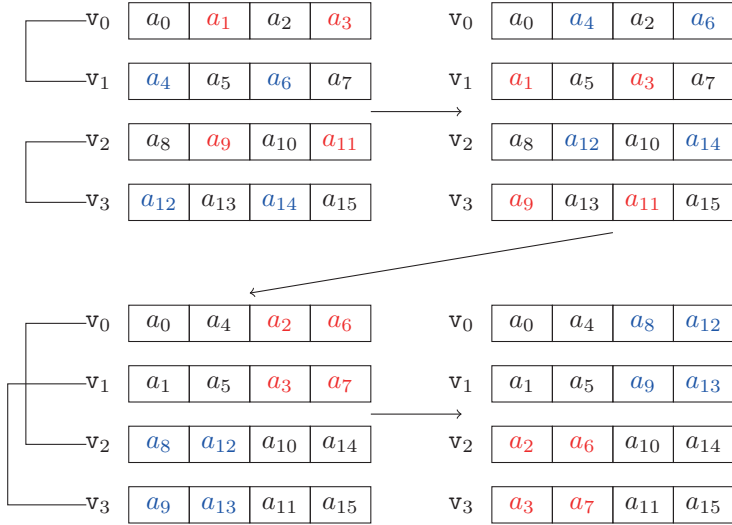 v₀ a₀ a₁ a₂ a₃
v₁ a₄ a₅ a₆ a₇
v₂ a₈ a₉ a₁₀ a₁₁
v₃ a₁₂ a₁₃ a₁₄ a₁₅
v₀ a₀ a₄ a₂ a₆
v₁ a₁ a₅ a₃ a₇
v₂ a₈ a₁₂ a₁₀ a₁₄
v₃ a₉ a₁₃ a₁₁ a₁₅
v₀ a₀ a₄ a₂ a₆
v₁ a₁ a₅ a₃ a₇
v₂ a₈ a₁₂ a₁₀ a₁₄
v₃ a₉ a₁₃ a₁₁ a₁₅
v₀ a₀ a₄ a₈ a₁₂
v₁ a₁ a₅ a₉ a₁₃
v₂ a₂ a₆ a₁₀ a₁₄
v₃ a₃ a₇ a₁₁ a₁₅